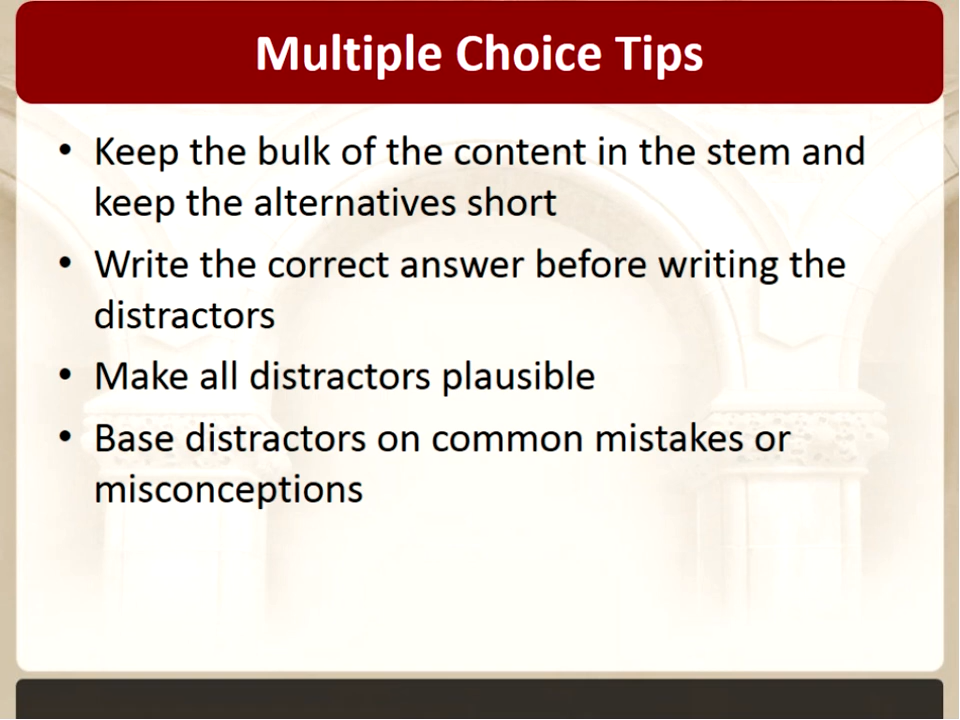 Multiple Choice Tips
• Keep the bulk of the content in the stem and
keep the alternatives short
• Write the correct answer before writing the
distractors
• Make all distractors plausible
• Base distractors on common mistakes or
misconceptions